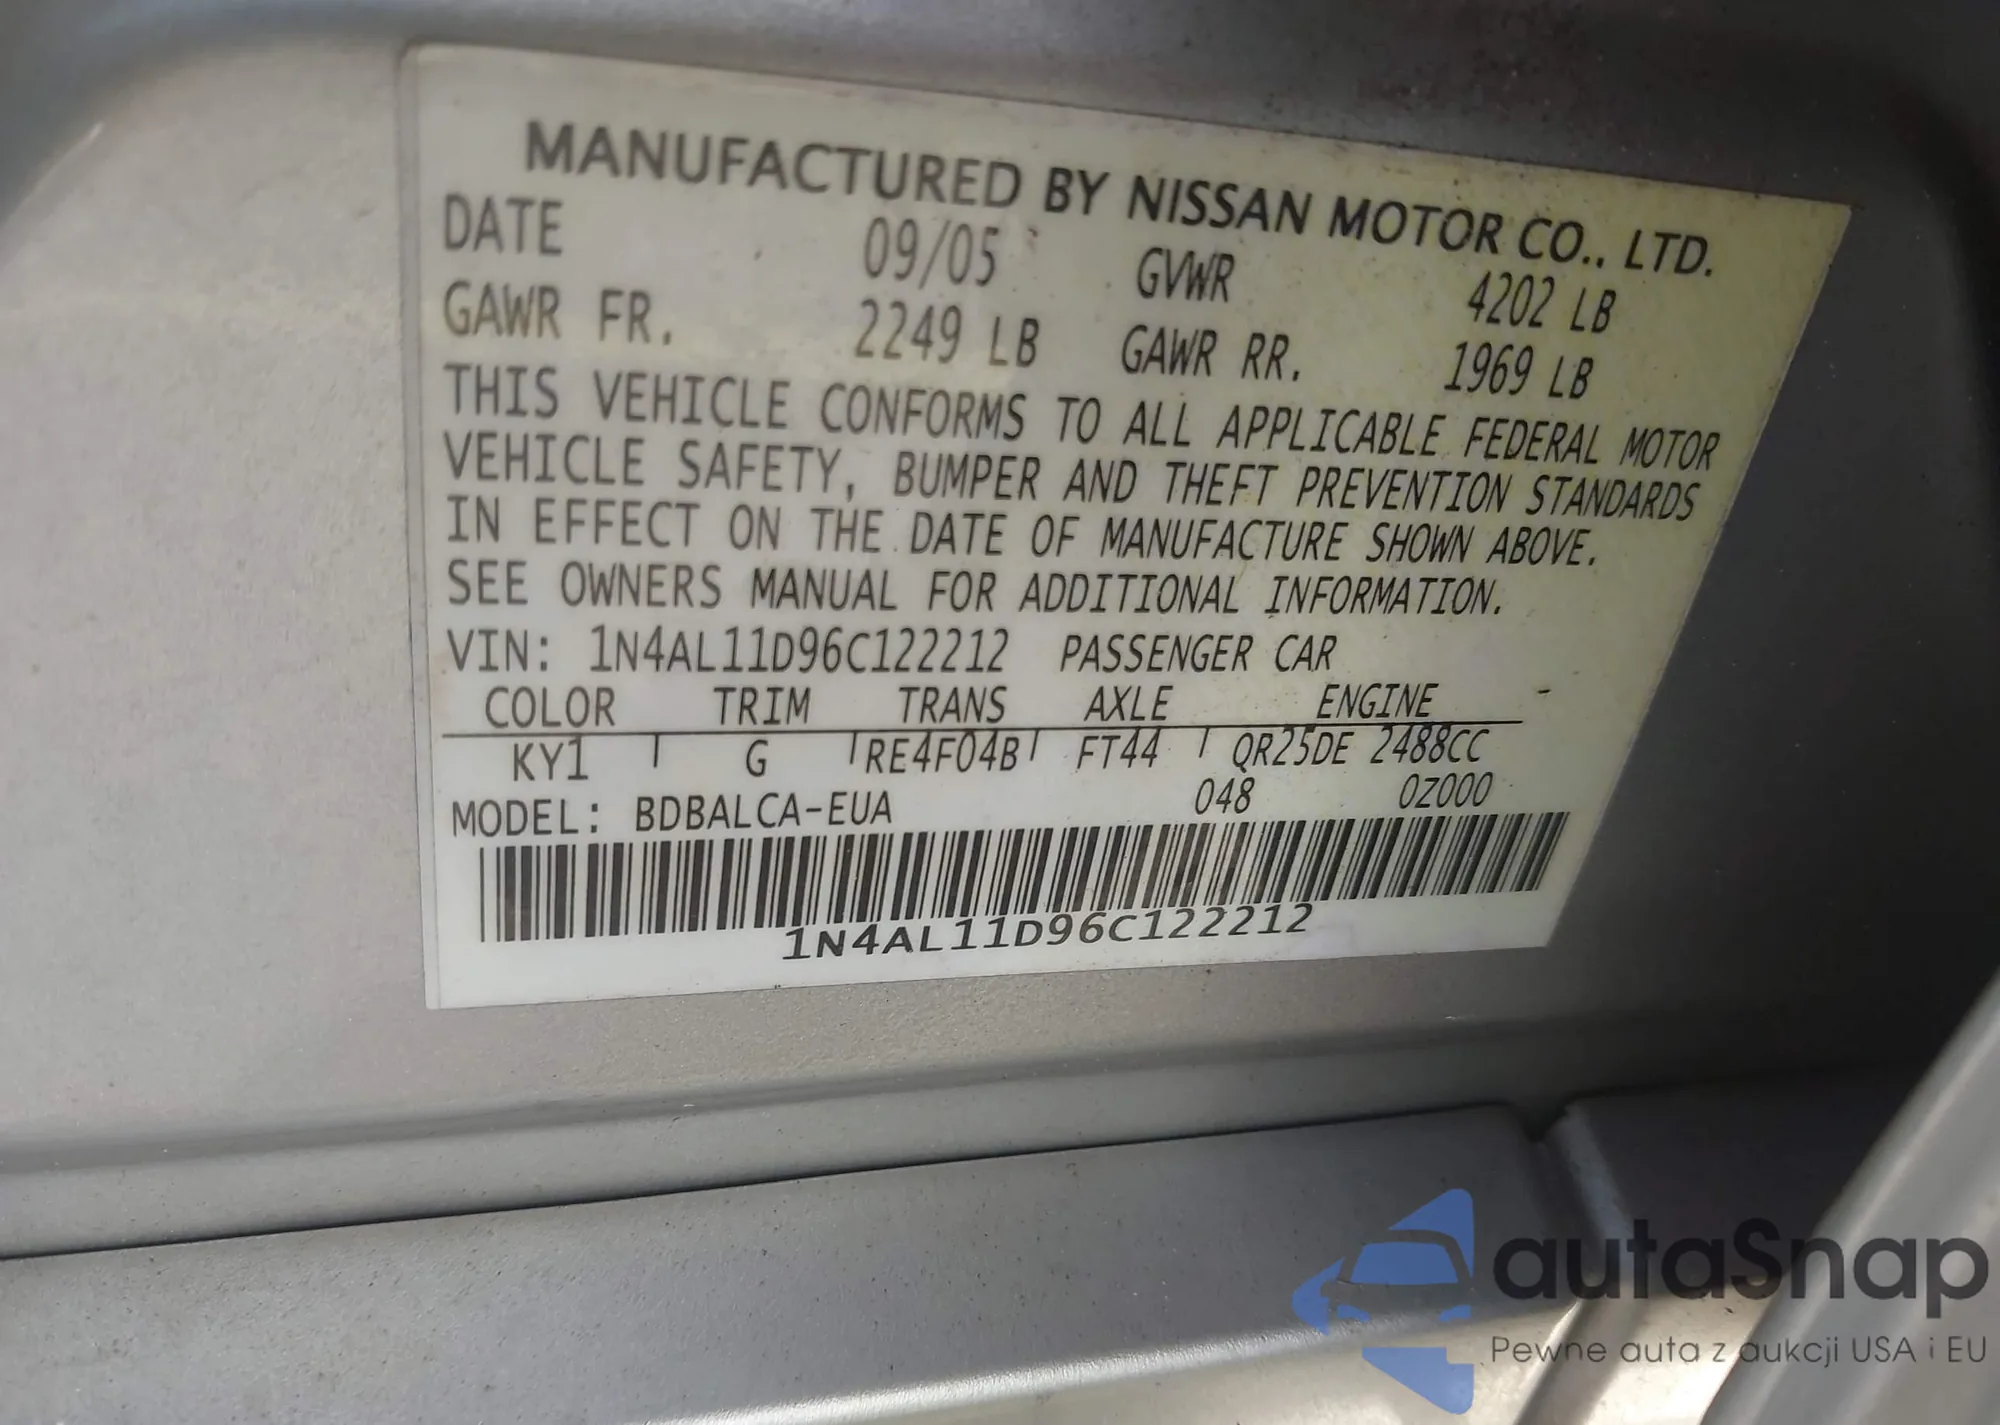 MANUFACTURED BY NISSAN MOTOR CO., LTD.
DATE 09/05 GVWR 4202 LB
GAWR FR. 2249 LB GAWR RR. 1969 LB
THIS VEHICLE CONFORMS TO ALL APPLICABLE FEDERAL MOTOR
VEHICLE SAFETY, BUMPER AND THEFT PREVENTION STANDARDS
IN EFFECT ON THE DATE OF MANUFACTURE SHOWN ABOVE.
SEE OWNERS MANUAL FOR ADDITIONAL INFORMATION.
VIN: 1N4AL11D96C122212 PASSENGER CAR
COLOR TRIM TRANS AXLE ENGINE
KY1 G RE4F04B FT44 QR25DE 2488CC
MODEL: BDBALCA-EUA 048 0Z000
1N4AL11D96C122212
autaSnap
Pewne auta z aukcji USA i EU